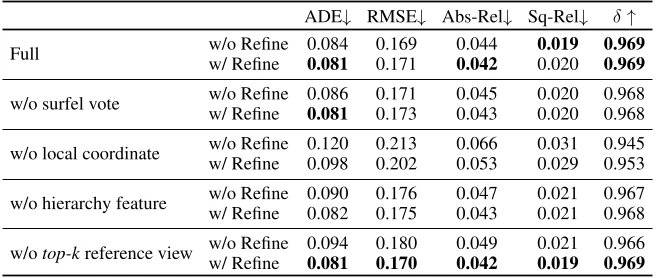 ADE↓ RMSE↓ Abs-Rel↓ Sq-Rel↓ δ ↑
Full
w/o Refine 0.084 0.169 0.044 0.019 0.969
w/ Refine 0.081 0.171 0.042 0.020 0.969
w/o surfel vote
w/o Refine 0.086 0.171 0.045 0.020 0.968
w/ Refine 0.081 0.173 0.043 0.020 0.968
w/o local coordinate
w/o Refine 0.120 0.213 0.066 0.031 0.945
w/ Refine 0.098 0.202 0.053 0.029 0.953
w/o hierarchy feature
w/o Refine 0.090 0.176 0.047 0.021 0.967
w/ Refine 0.082 0.175 0.043 0.021 0.968
w/o top-k reference view
w/o Refine 0.094 0.180 0.049 0.021 0.966
w/ Refine 0.081 0.170 0.042 0.019 0.969